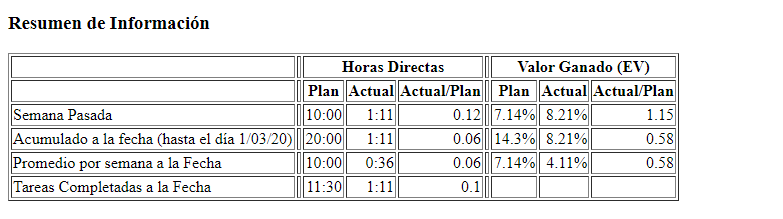 Resumen de Información
Horas Directas Valor Ganado (EV)
Plan Actual Actual/Plan Plan Actual Actual/Plan
Semana Pasada 10:00 1:11 0.12 7.14% 8.21% 1.15
Acumulado a la fecha (hasta el día 1/03/20) 20:00 1:11 0.06 14.3% 8.21% 0.58
Promedio por semana a la Fecha 10:00 0:36 0.06 7.14% 4.11% 0.58
Tareas Completadas a la Fecha 11:30 1:11 0.1